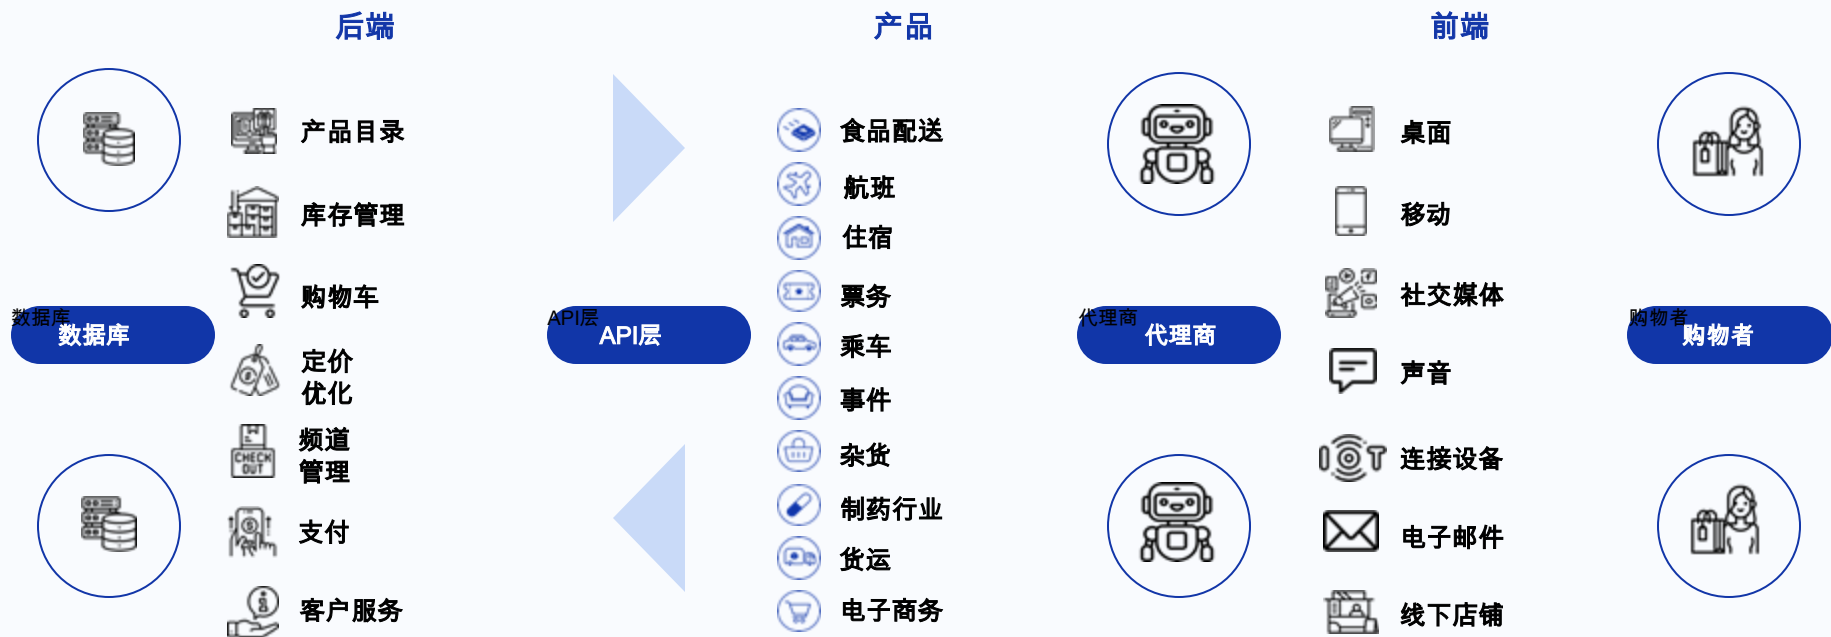 后端
产品
前端
产品目录
库存管理
购物车
定价
优化
频道
管理
CHECK
OUT
支付
客户服务
数据库
数据库
API层
API层
食品配送
航班
住宿
票务
乘车
事件
杂货
制药行业
货运
电子商务
代理商
代理商
桌面
移动
社交媒体
声音
连接设备
电子邮件
线下店铺
购物者
购物者